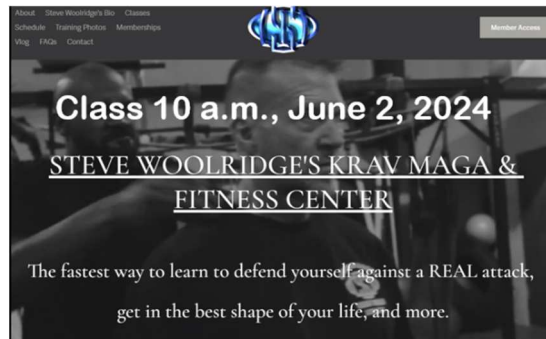 About Steve Woolridge's Bio Classes
Schedule Training Photos Memberships
Vlog FAQs Contact
Member Access
Class 10 a.m., June 2, 2024
STEVE WOOLRIDGE'S KRAV MAGA &
FITNESS CENTER
The fastest way to learn to defend yourself against a REAL attack,
get in the best shape of your life, and more.